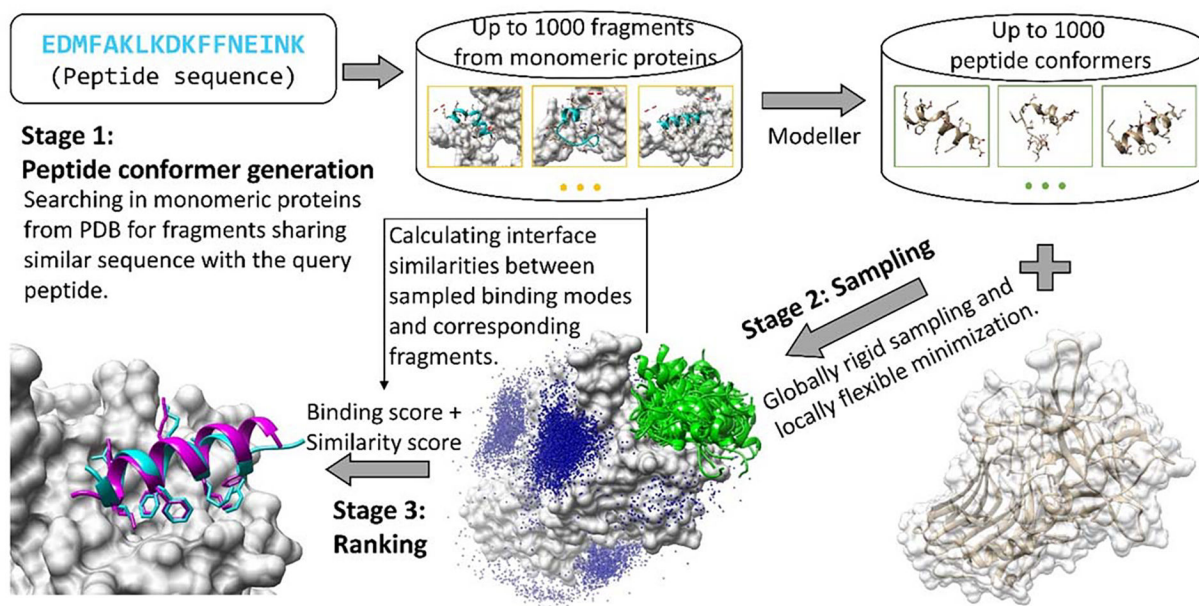 EDMFAKLKDKFFNEINK
(Peptide sequence)
Up to 1000 fragments
from monomeric proteins
Up to 1000
peptide conformers
Modeller
Stage 1:
Peptide conformer generation
Searching in monomeric proteins
from PDB for fragments sharing
similar sequence with the query
peptide.
Calculating interface
similarities between
sampled binding modes
and corresponding
fragments.
Stage 2: Sampling
Globally rigid sampling and
locally flexible minimization.
Binding score +
Similarity score
Stage 3:
Ranking